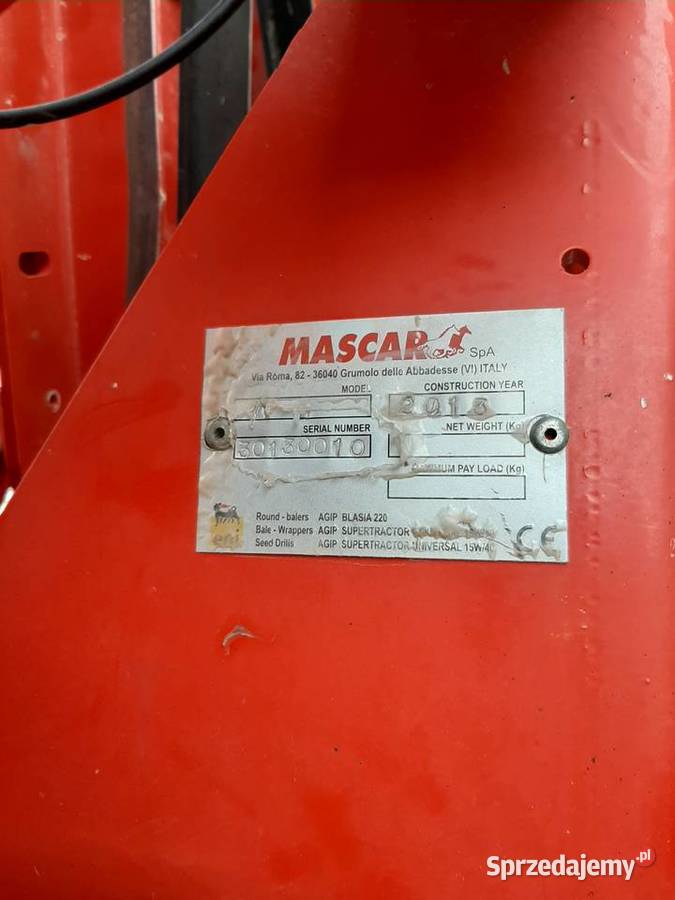 MASCAR SpA
Via Roma, 82 - 36040 Grumolo delle Abbadesse (VI) ITALY
MODEL CONSTRUCTION YEAR
2013
SERIAL NUMBER NET WEIGHT (Kg)
30130010
PAY LOAD (Kg)
Round - balers AGIP BLASIA 220
Bale - Wrappers AGIP SUPERTRACTOR
Seed Drills AGIP SUPERTRACTOR UNIVERSAL 15W/40
eni
CE
Sprzedajemy.pl